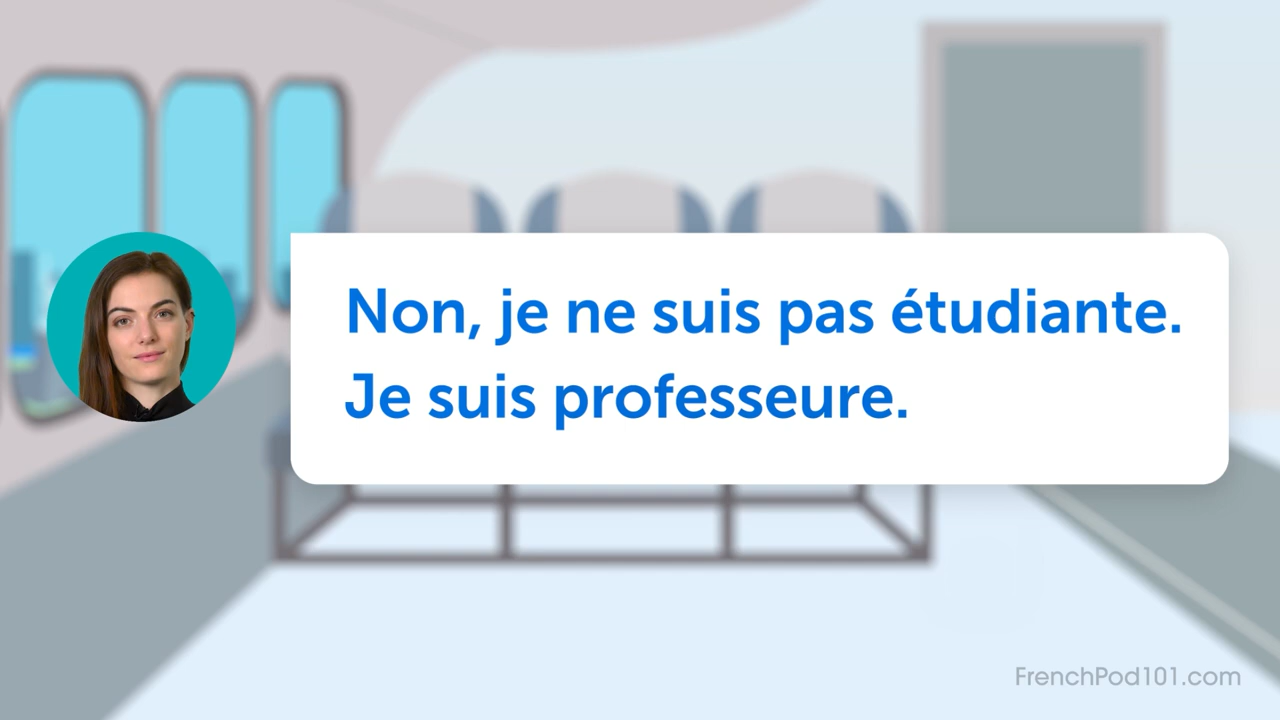 Non, je ne suis pas étudiante.
Je suis professeure.
FrenchPod101.com